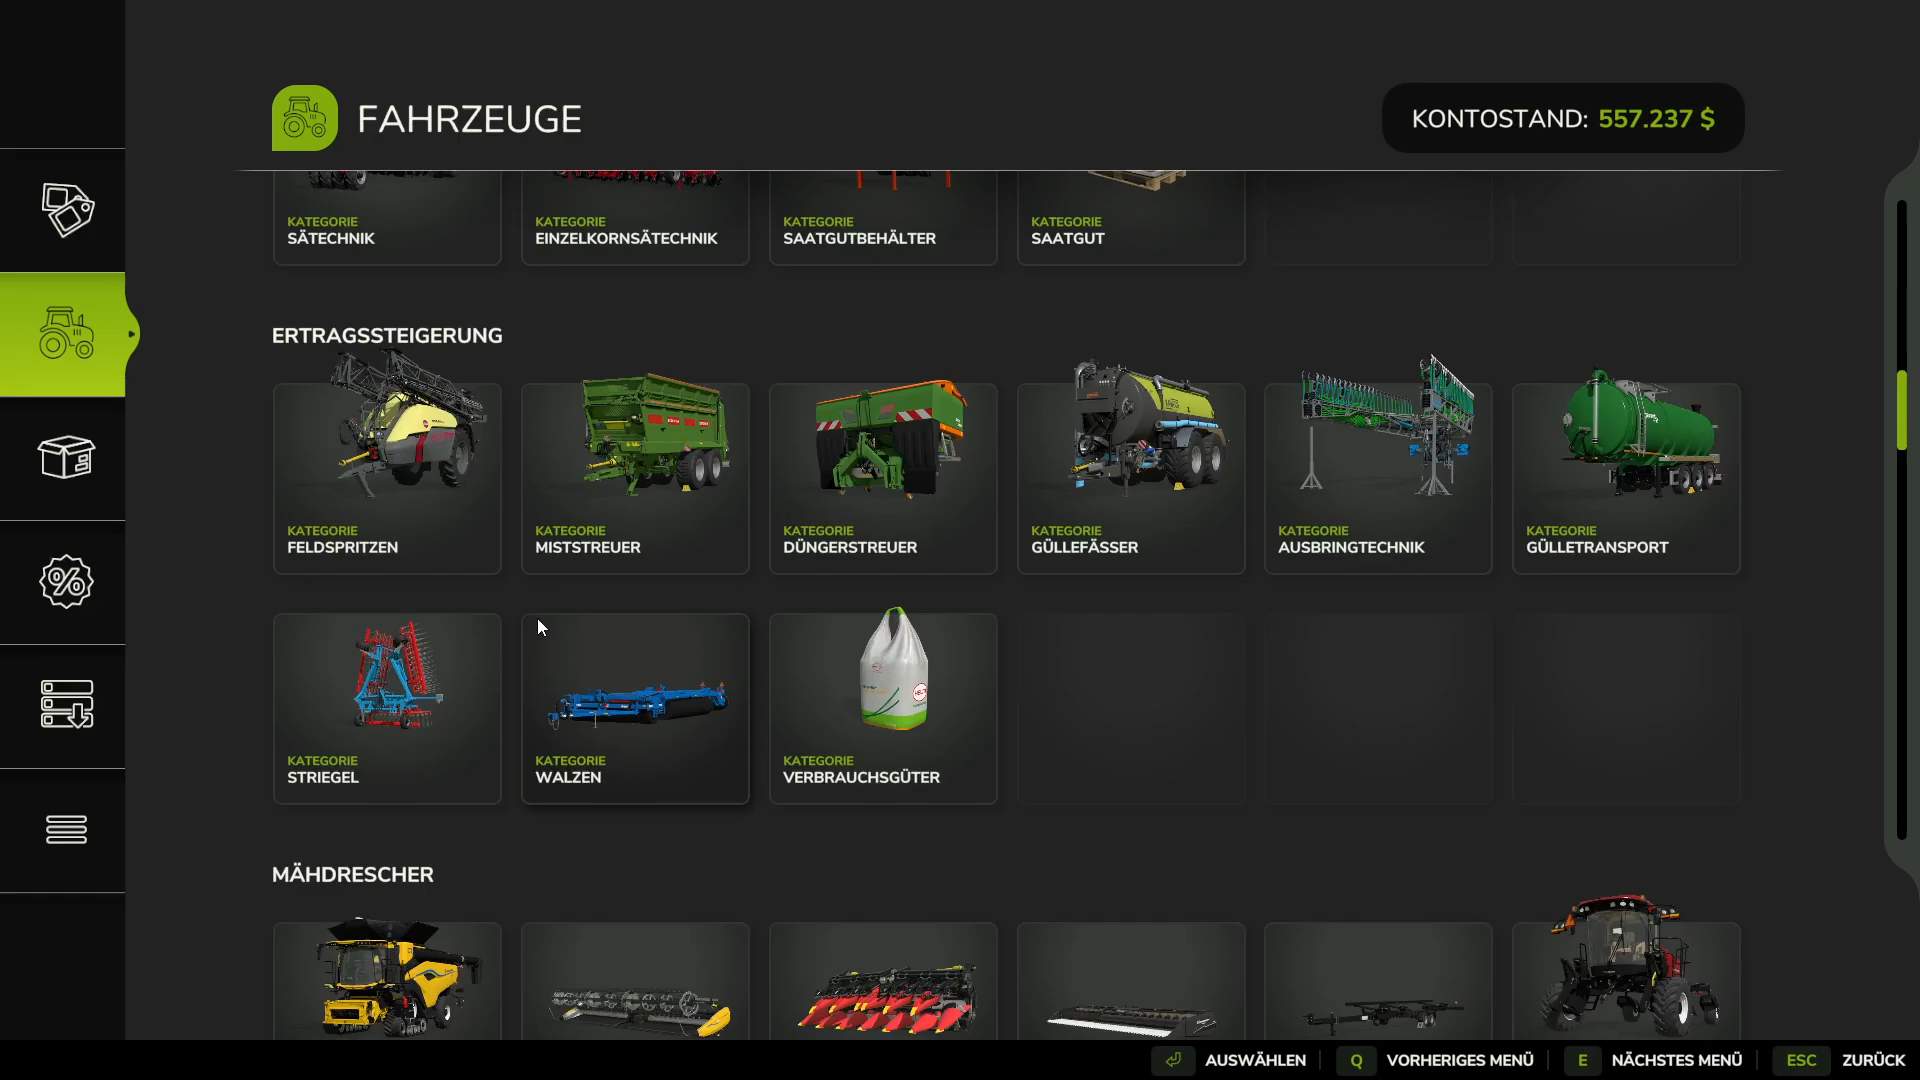 FAHRZEUGE
KONTOSTAND: 557.237 $
KATEGORIE
SÄTECHNIK
KATEGORIE
EINZELKORNSÄTECHNIK
KATEGORIE
SAATGUTBEHÄLTER
KATEGORIE
SAATGUT
ERTRAGSSTEIGERUNG
KATEGORIE
FELDSPRITZEN
KATEGORIE
MISTSTREUER
KATEGORIE
DÜNGERSTREUER
KATEGORIE
GÜLLEFÄSSER
KATEGORIE
AUSBRINGTECHNIK
KATEGORIE
GÜLLETRANSPORT
KATEGORIE
STRIEGEL
KATEGORIE
WALZEN
KATEGORIE
VERBRAUCHSGÜTER
MÄHDRESCHER
AUSWÄHLEN
Q VORHERIGES MENÜ
E NÄCHSTES MENÜ
ESC ZURÜCK